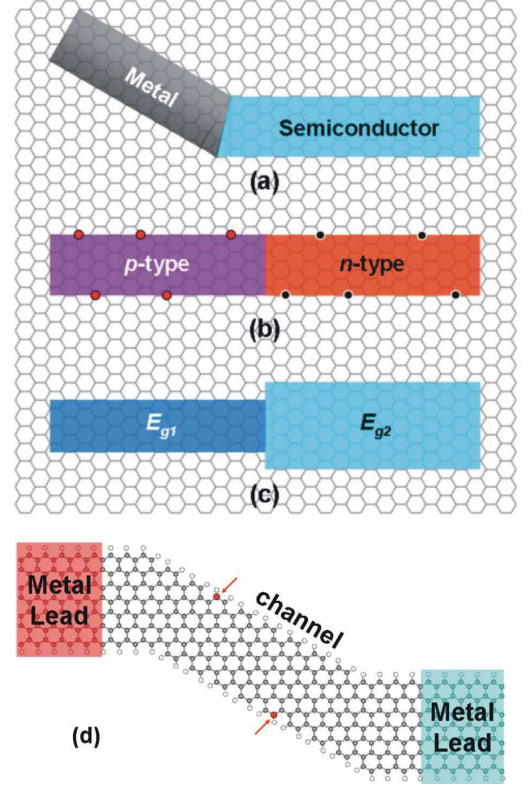 Metal
Semiconductor
(a)
p-type
n-type
(b)
Eg1
Eg2
(c)
Metal
Lead
channel
Metal
Lead
(d)